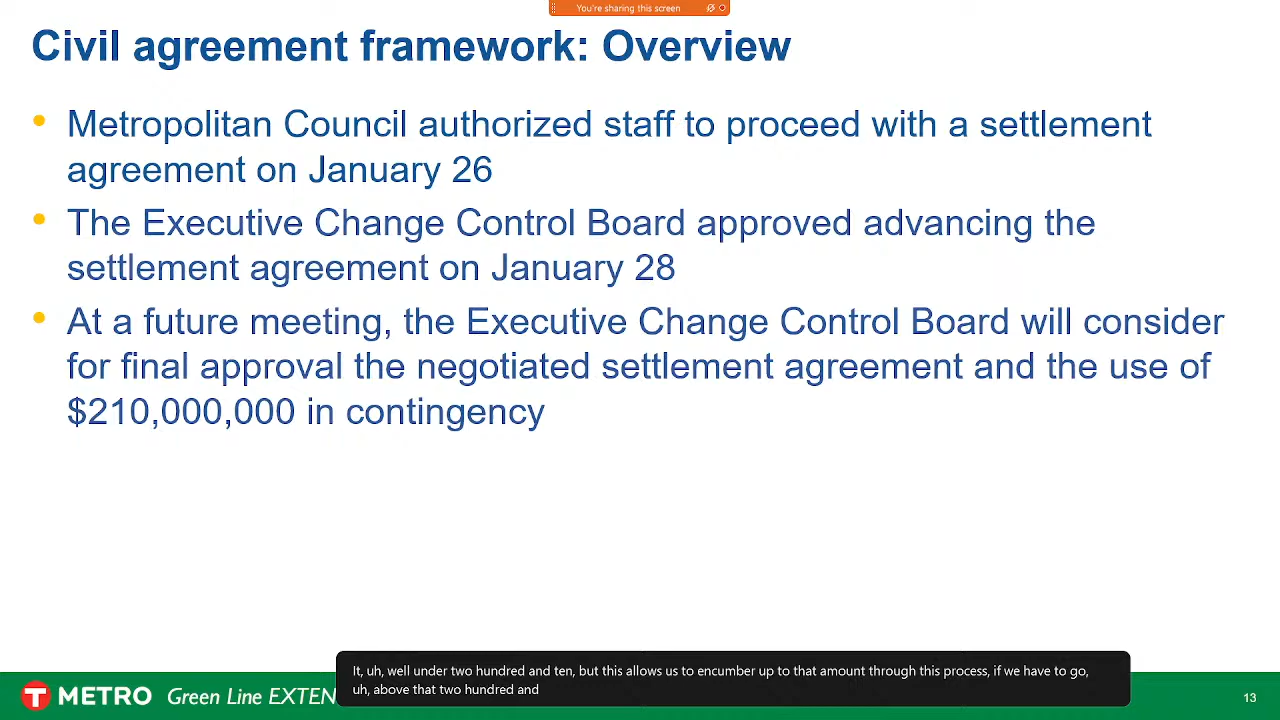 You're sharing this screen
Civil agreement framework: Overview
• Metropolitan Council authorized staff to proceed with a settlement
agreement on January 26
• The Executive Change Control Board approved advancing the
settlement agreement on January 28
• At a future meeting, the Executive Change Control Board will consider
for final approval the negotiated settlement agreement and the use of
$210,000,000 in contingency
It, uh, well under two hundred and ten, but this allows us to encumber up to that amount through this process, if we have to go,
uh, above that two hundred and
T METRO Green Line EXTEN
13